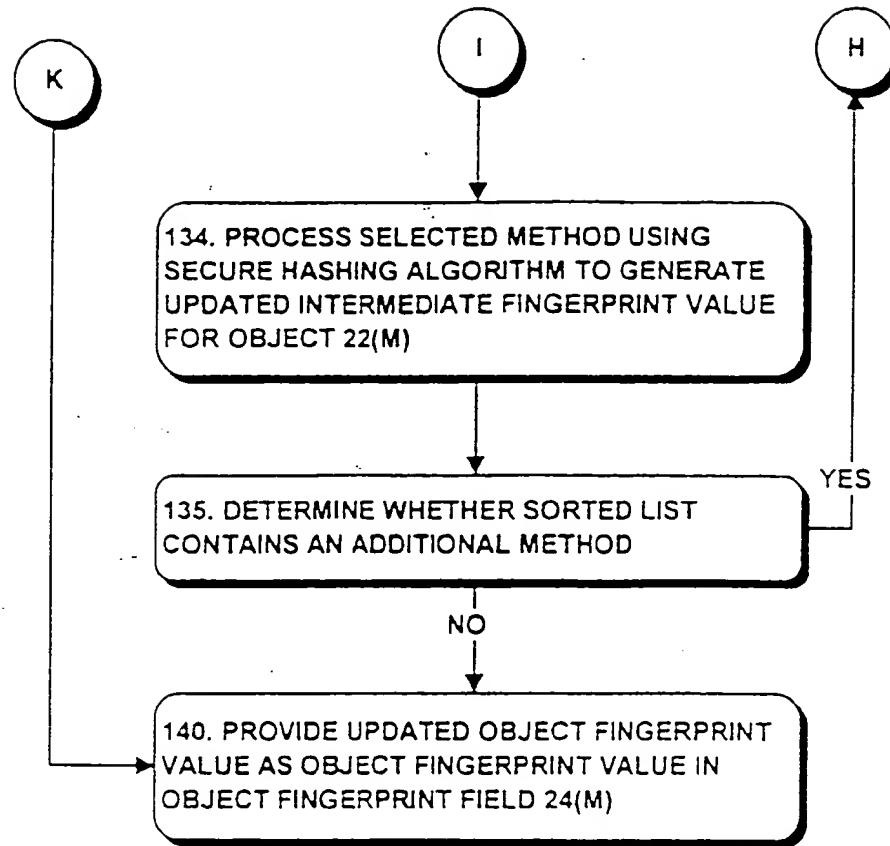 K
I
H
134. PROCESS SELECTED METHOD USING
SECURE HASHING ALGORITHM TO GENERATE
UPDATED INTERMEDIATE FINGERPRINT VALUE
FOR OBJECT 22(M)
YES
135. DETERMINE WHETHER SORTED LIST
CONTAINS AN ADDITIONAL METHOD
NO
140. PROVIDE UPDATED OBJECT FINGERPRINT
VALUE AS OBJECT FINGERPRINT VALUE IN
OBJECT FINGERPRINT FIELD 24(M)